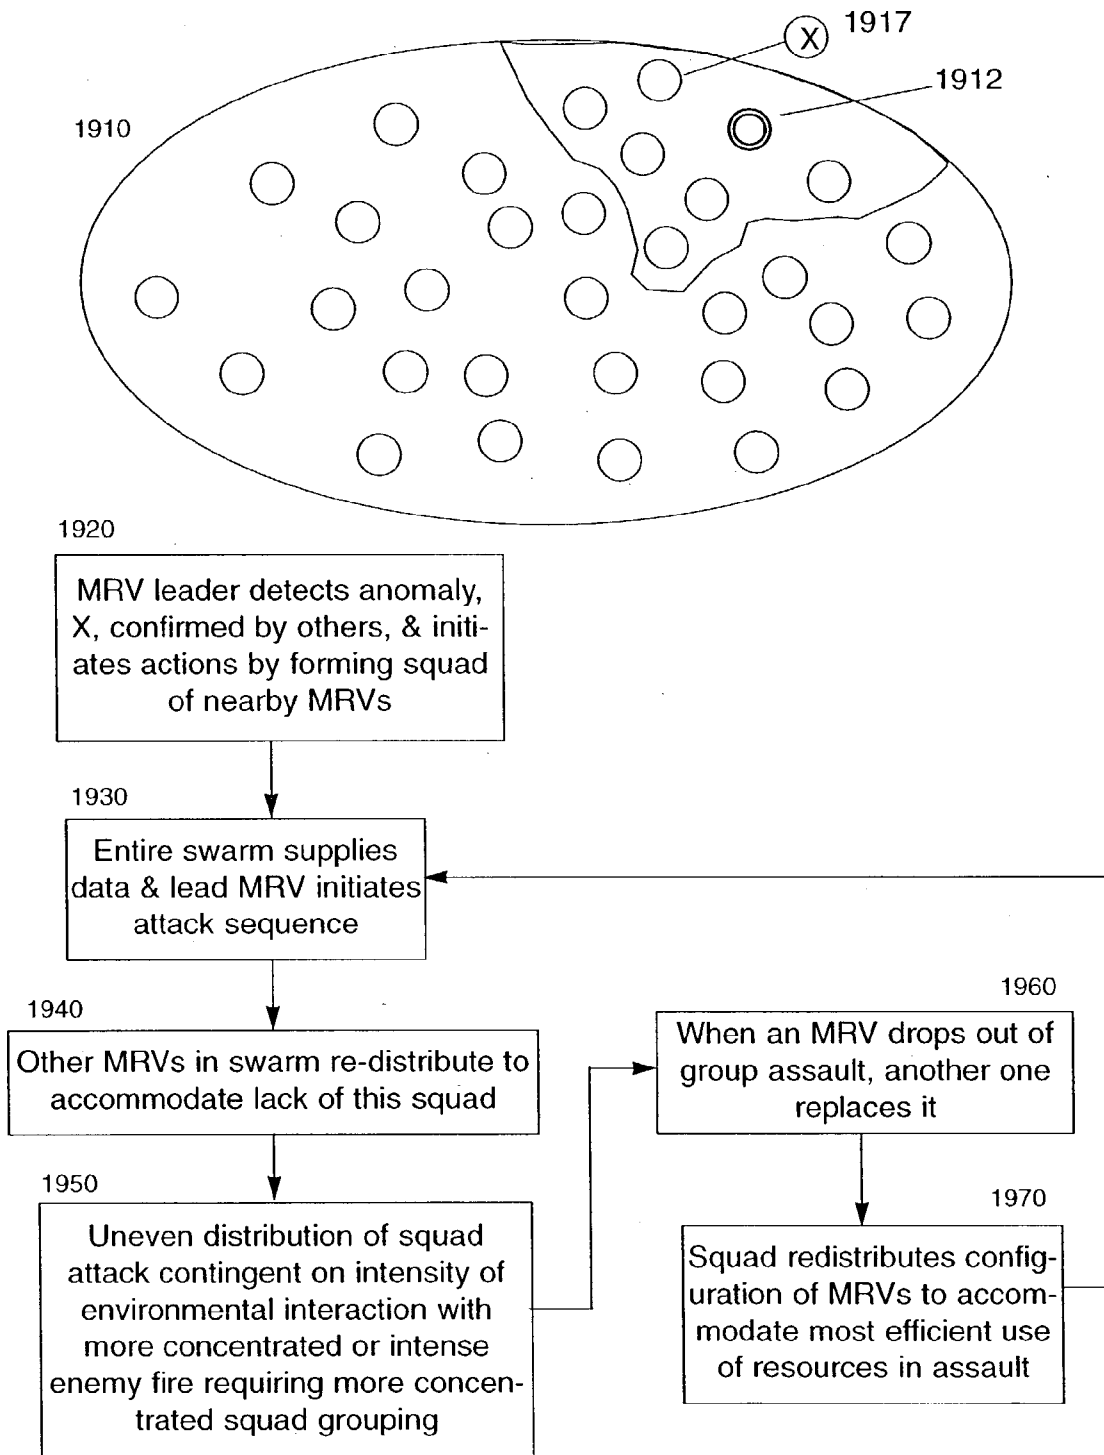 1917
X
1912
1910
1920
MRV leader detects anomaly,
X, confirmed by others, & initi-
ates actions by forming squad
of nearby MRVs
1930
Entire swarm supplies
data & lead MRV initiates
attack sequence
1940
Other MRVs in swarm re-distribute to
accommodate lack of this squad
1950
Uneven distribution of squad
attack contingent on intensity of
environmental interaction with
more concentrated or intense
enemy fire requiring more concen-
trated squad grouping
1960
When an MRV drops out of
group assault, another one
replaces it
1970
Squad redistributes config-
uration of MRVs to accom-
modate most efficient use
of resources in assault